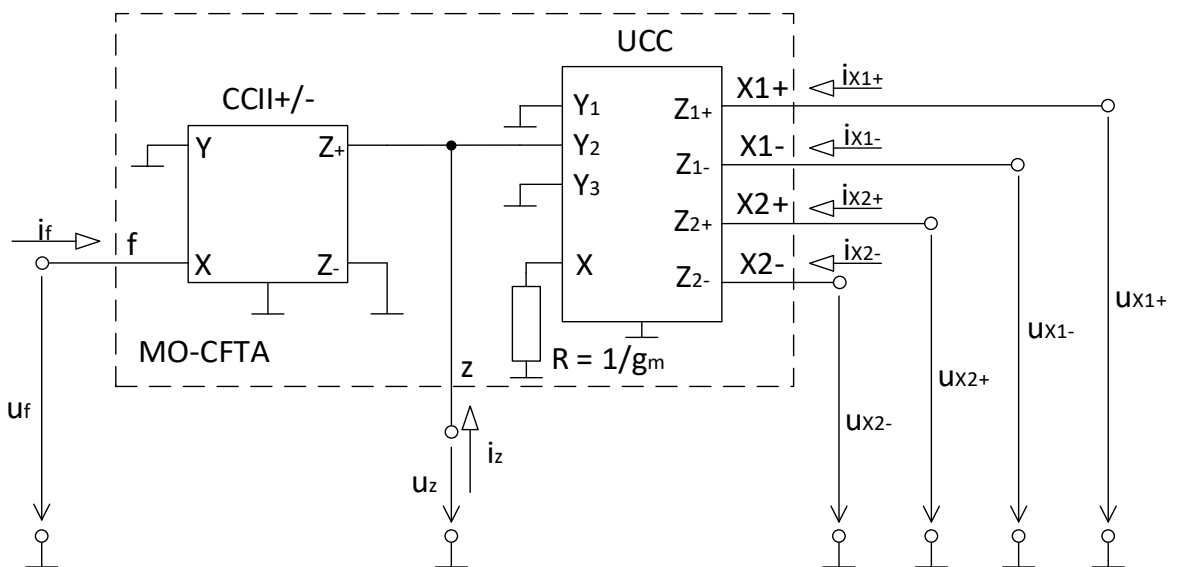 UCC
CCII+/-
Y
Z+
X
Z-
Y1
Y2
Y3
X
Z1+
Z1-
Z2+
Z2-
X1+
X1-
X2+
X2-
iX1+
iX1-
iX2+
iX2-
if
f
MO-CFTA
R = 1/gm
z
uf
uz
iz
uX2-
uX2+
uX1-
uX1+